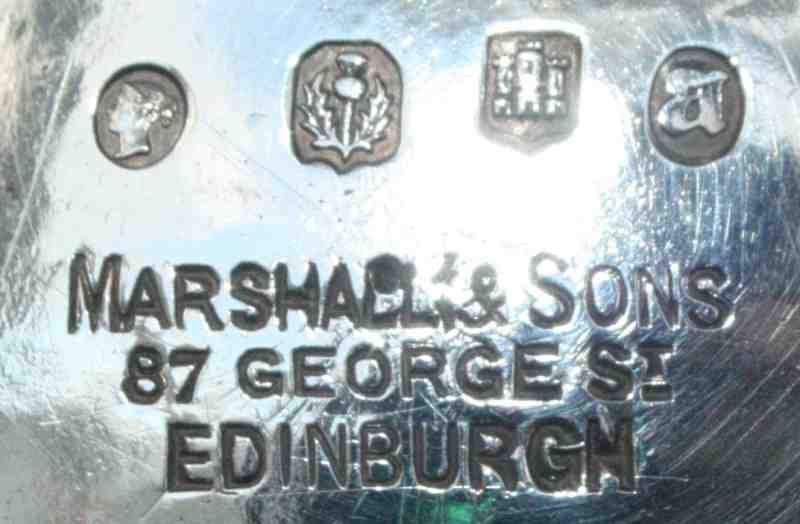 a
MARSHALL & SONS
87 GEORGE ST
EDINBURGH